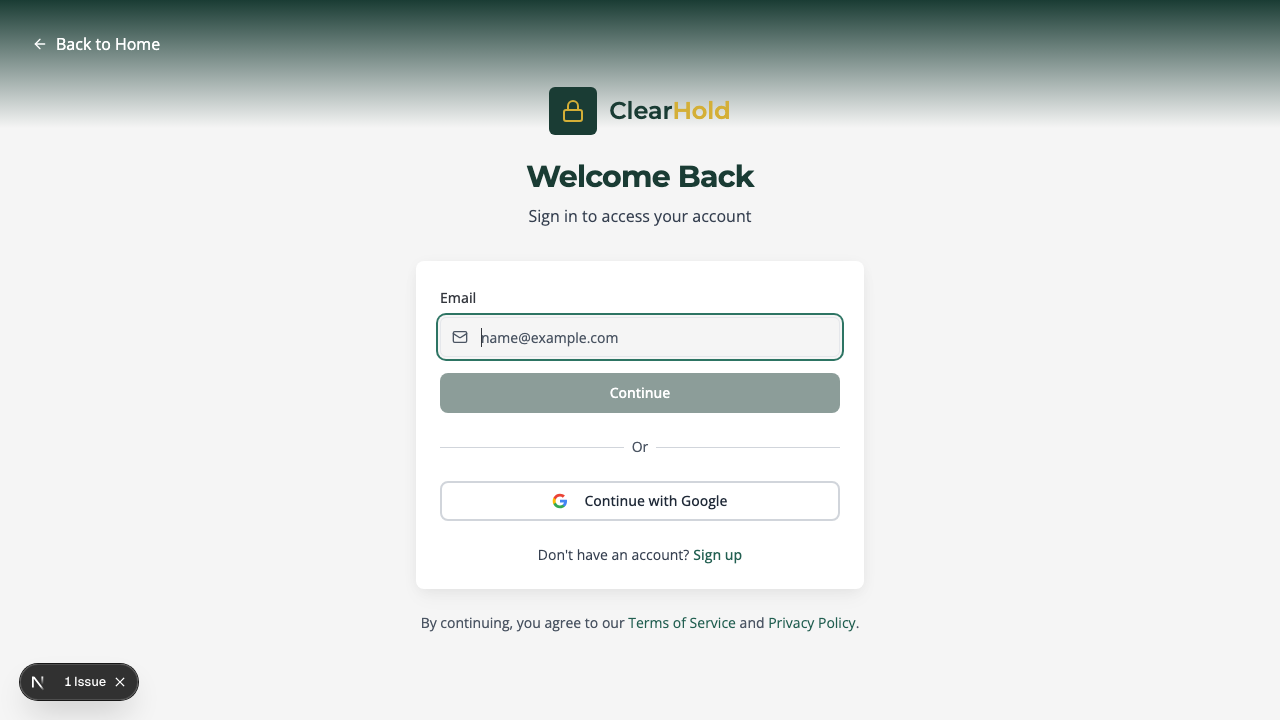 Back to Home
ClearHold
Welcome Back
Sign in to access your account
Email
name@example.com
Continue
Or
Continue with Google
Don't have an account? Sign up
By continuing, you agree to our Terms of Service and Privacy Policy.
1 Issue